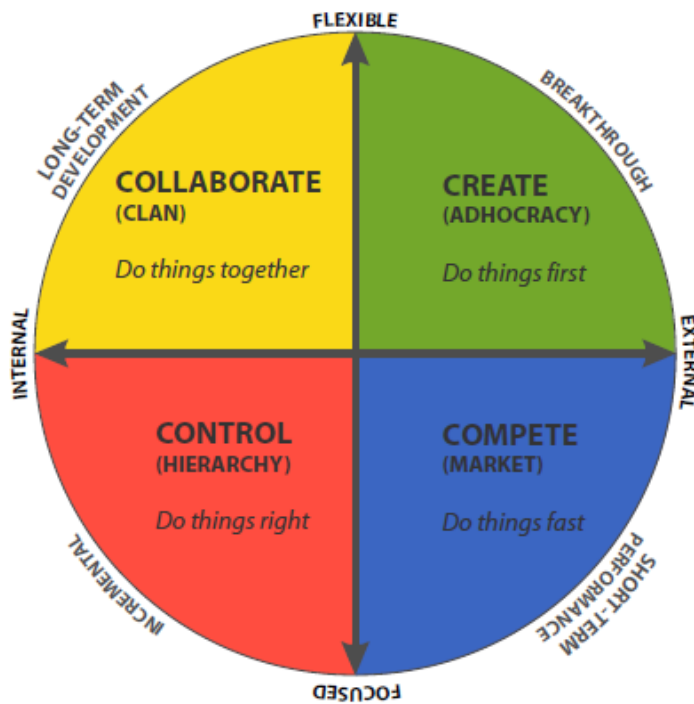 FLEXIBLE
LONG-TERM
DEVELOPMENT
BREAKTHROUGH
COLLABORATE
(CLAN)
Do things together
CREATE
(ADHOCRACY)
Do things first
INTERNAL
EXTERNAL
CONTROL
(HIERARCHY)
Do things right
COMPETE
(MARKET)
Do things fast
INCREMENTAL
SHORT-TERM
PERFORMANCE
FOCUSED